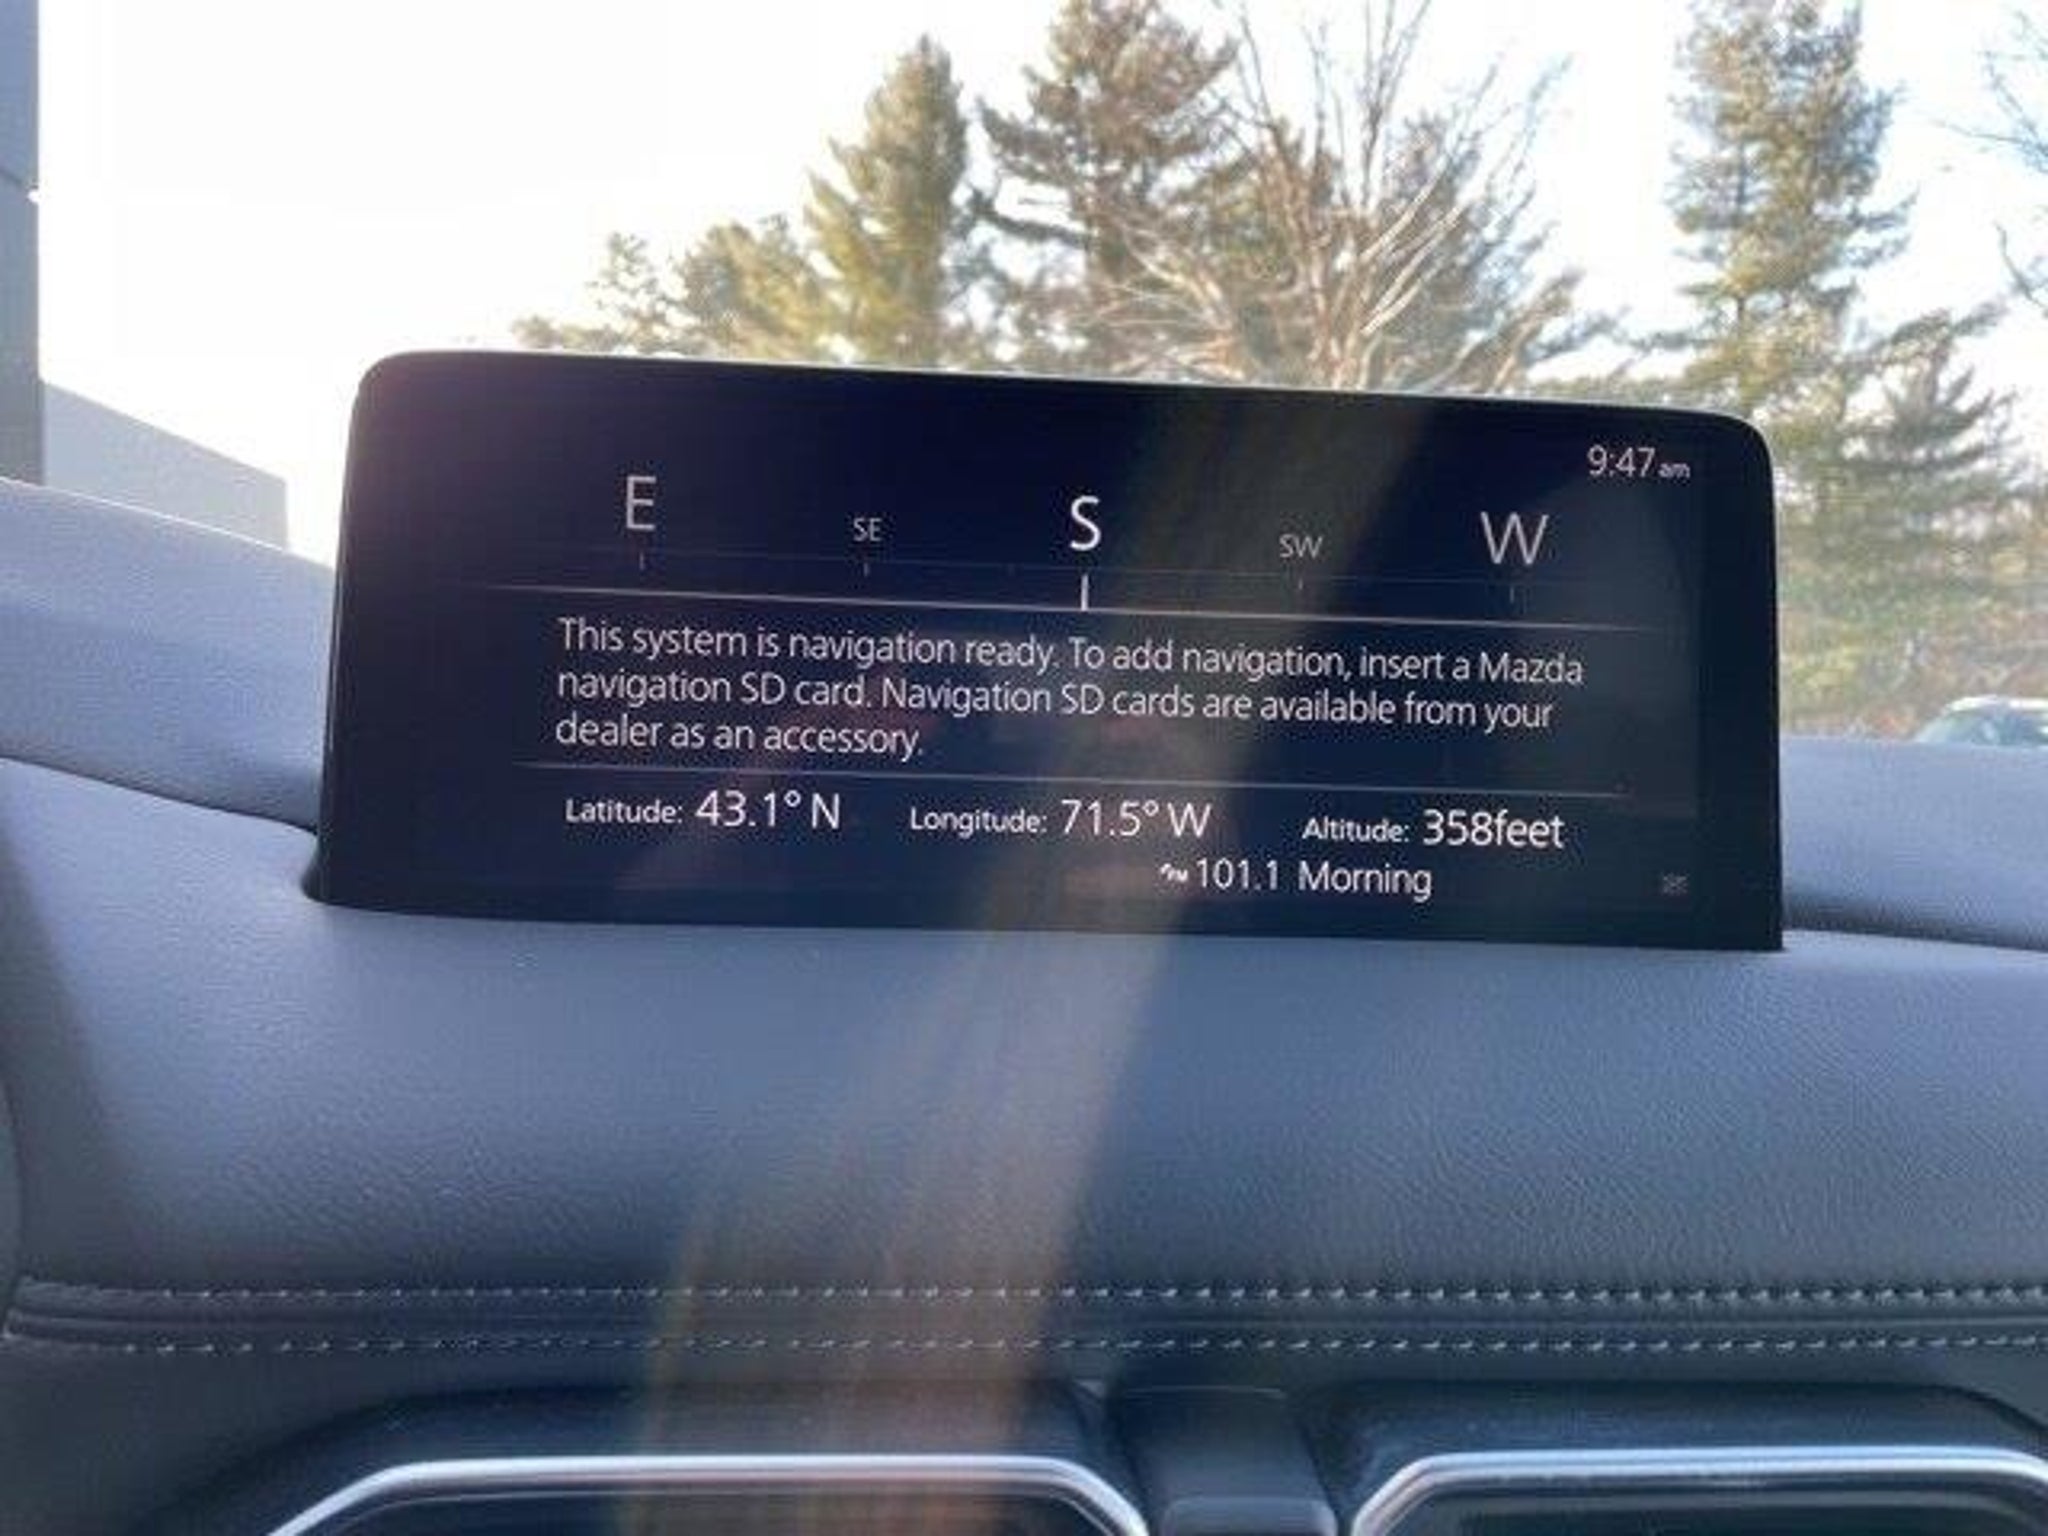 9:47am
E SE S SW W
This system is navigation ready. To add navigation, insert a Mazda
navigation SD card. Navigation SD cards are available from your
dealer as an accessory.
Latitude: 43.1° N Longitude: 71.5° W Altitude: 358feet
FM 101.1 Morning